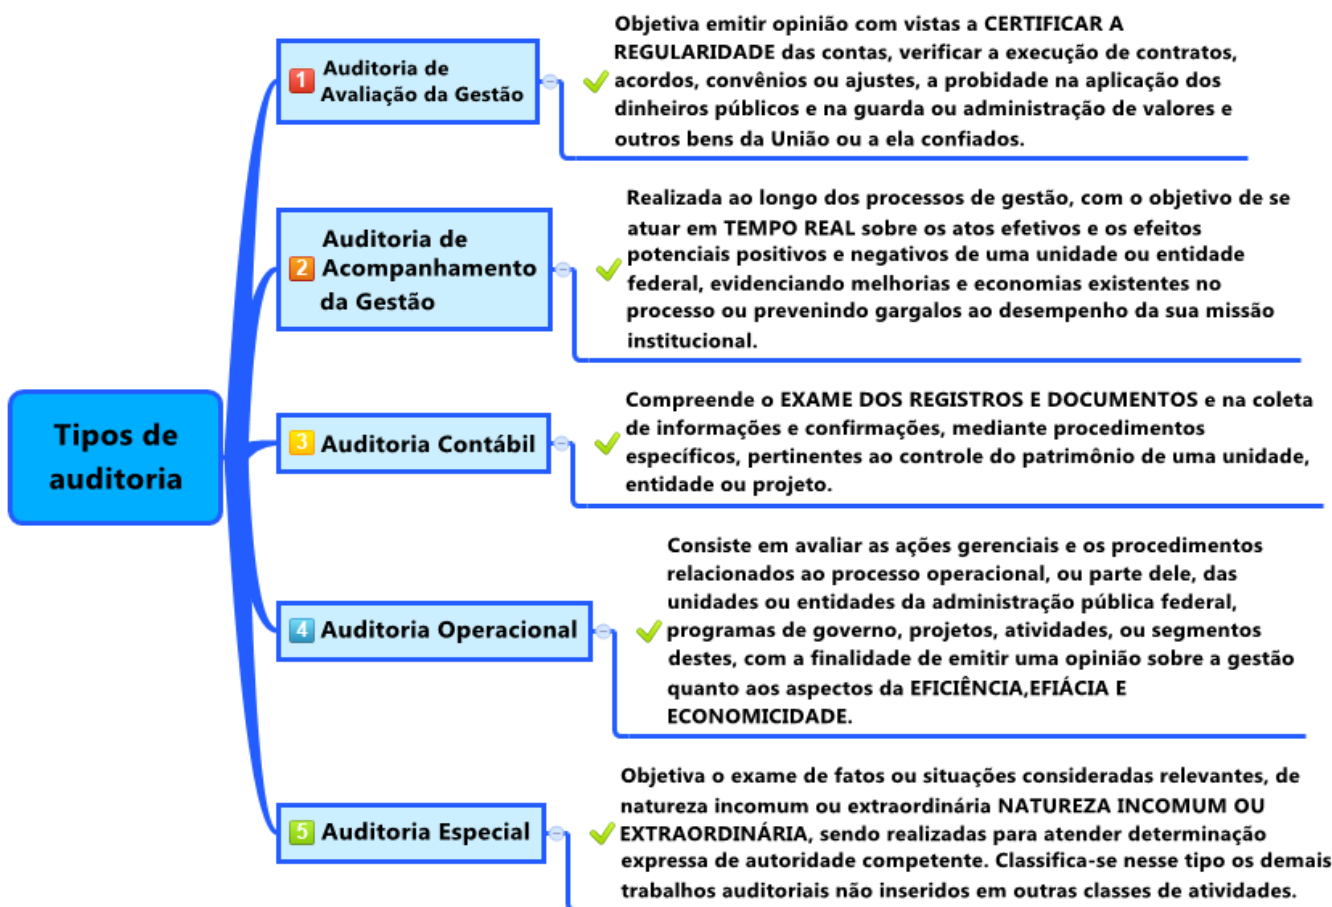 Tipos de
auditoria
1
Auditoria de
Avaliação da Gestão
Objetiva emitir opinião com vistas a CERTIFICAR A
REGULARIDADE das contas, verificar a execução de contratos,
acordos, convênios ou ajustes, a probidade na aplicação dos
dinheiros públicos e na guarda ou administração de valores e
outros bens da União ou a ela confiados.
2
Auditoria de
Acompanhamento
da Gestão
Realizada ao longo dos processos de gestão, com o objetivo de se
atuar em TEMPO REAL sobre os atos efetivos e os efeitos
potenciais positivos e negativos de uma unidade ou entidade
federal, evidenciando melhorias e economias existentes no
processo ou prevenindo gargalos ao desempenho da sua missão
institucional.
3
Auditoria Contábil
Compreende o EXAME DOS REGISTROS E DOCUMENTOS e na coleta
de informações e confirmações, mediante procedimentos
específicos, pertinentes ao controle do patrimônio de uma unidade,
entidade ou projeto.
4
Auditoria Operacional
Consiste em avaliar as ações gerenciais e os procedimentos
relacionados ao processo operacional, ou parte dele, das
unidades ou entidades da administração pública federal,
programas de governo, projetos, atividades, ou segmentos
destes, com a finalidade de emitir uma opinião sobre a gestão
quanto aos aspectos da EFICIÊNCIA,EFIÁCIA E
ECONOMICIDADE.
5
Auditoria Especial
Objetiva o exame de fatos ou situações consideradas relevantes, de
natureza incomum ou extraordinária NATUREZA INCOMUM OU
EXTRAORDINÁRIA, sendo realizadas para atender determinação
expressa de autoridade competente. Classifica-se nesse tipo os demais
trabalhos auditoriais não inseridos em outras classes de atividades.